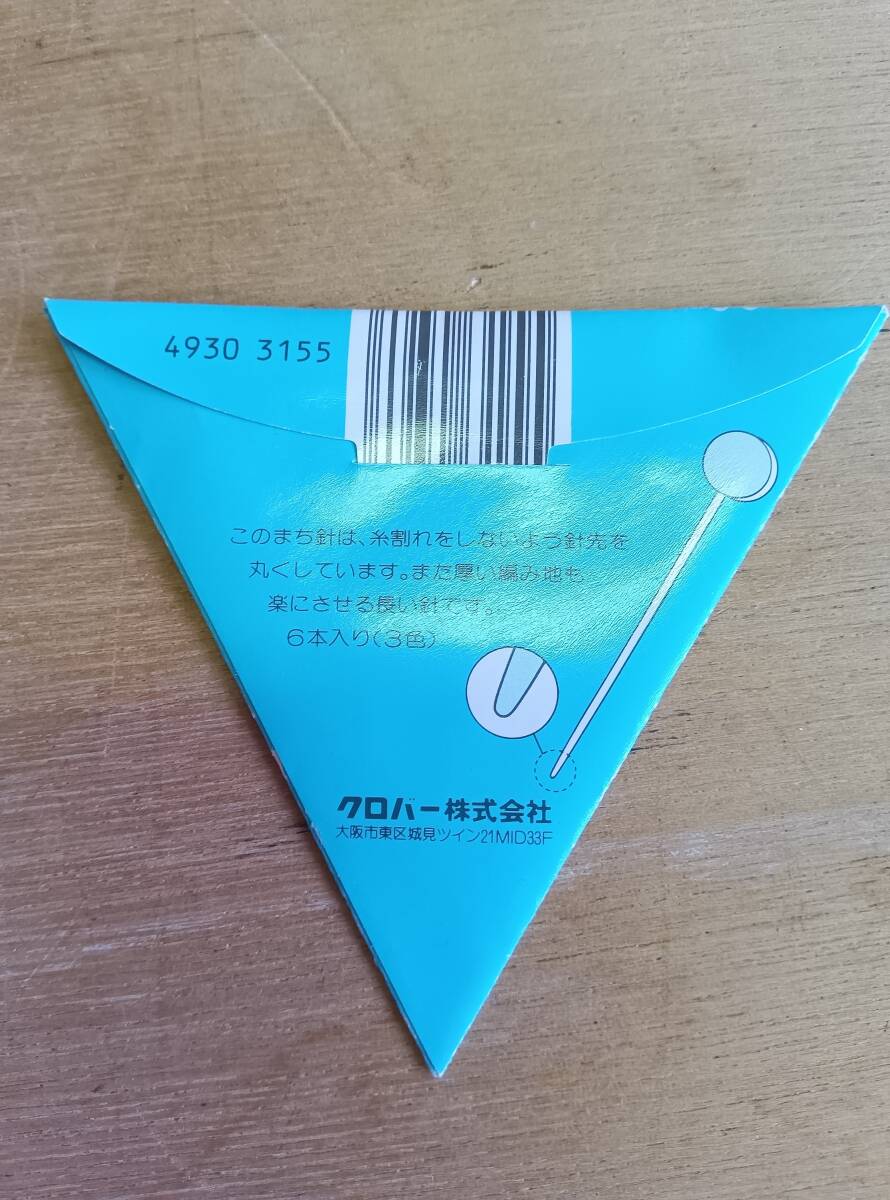 4930 3155
このまち針は、糸割れをしないよう針先を
丸くしています。また厚い編み地も
楽にさせる長い針です。
6本入り(3色)
クロバー株式会社
大阪市東区城見ツイン21MID33F